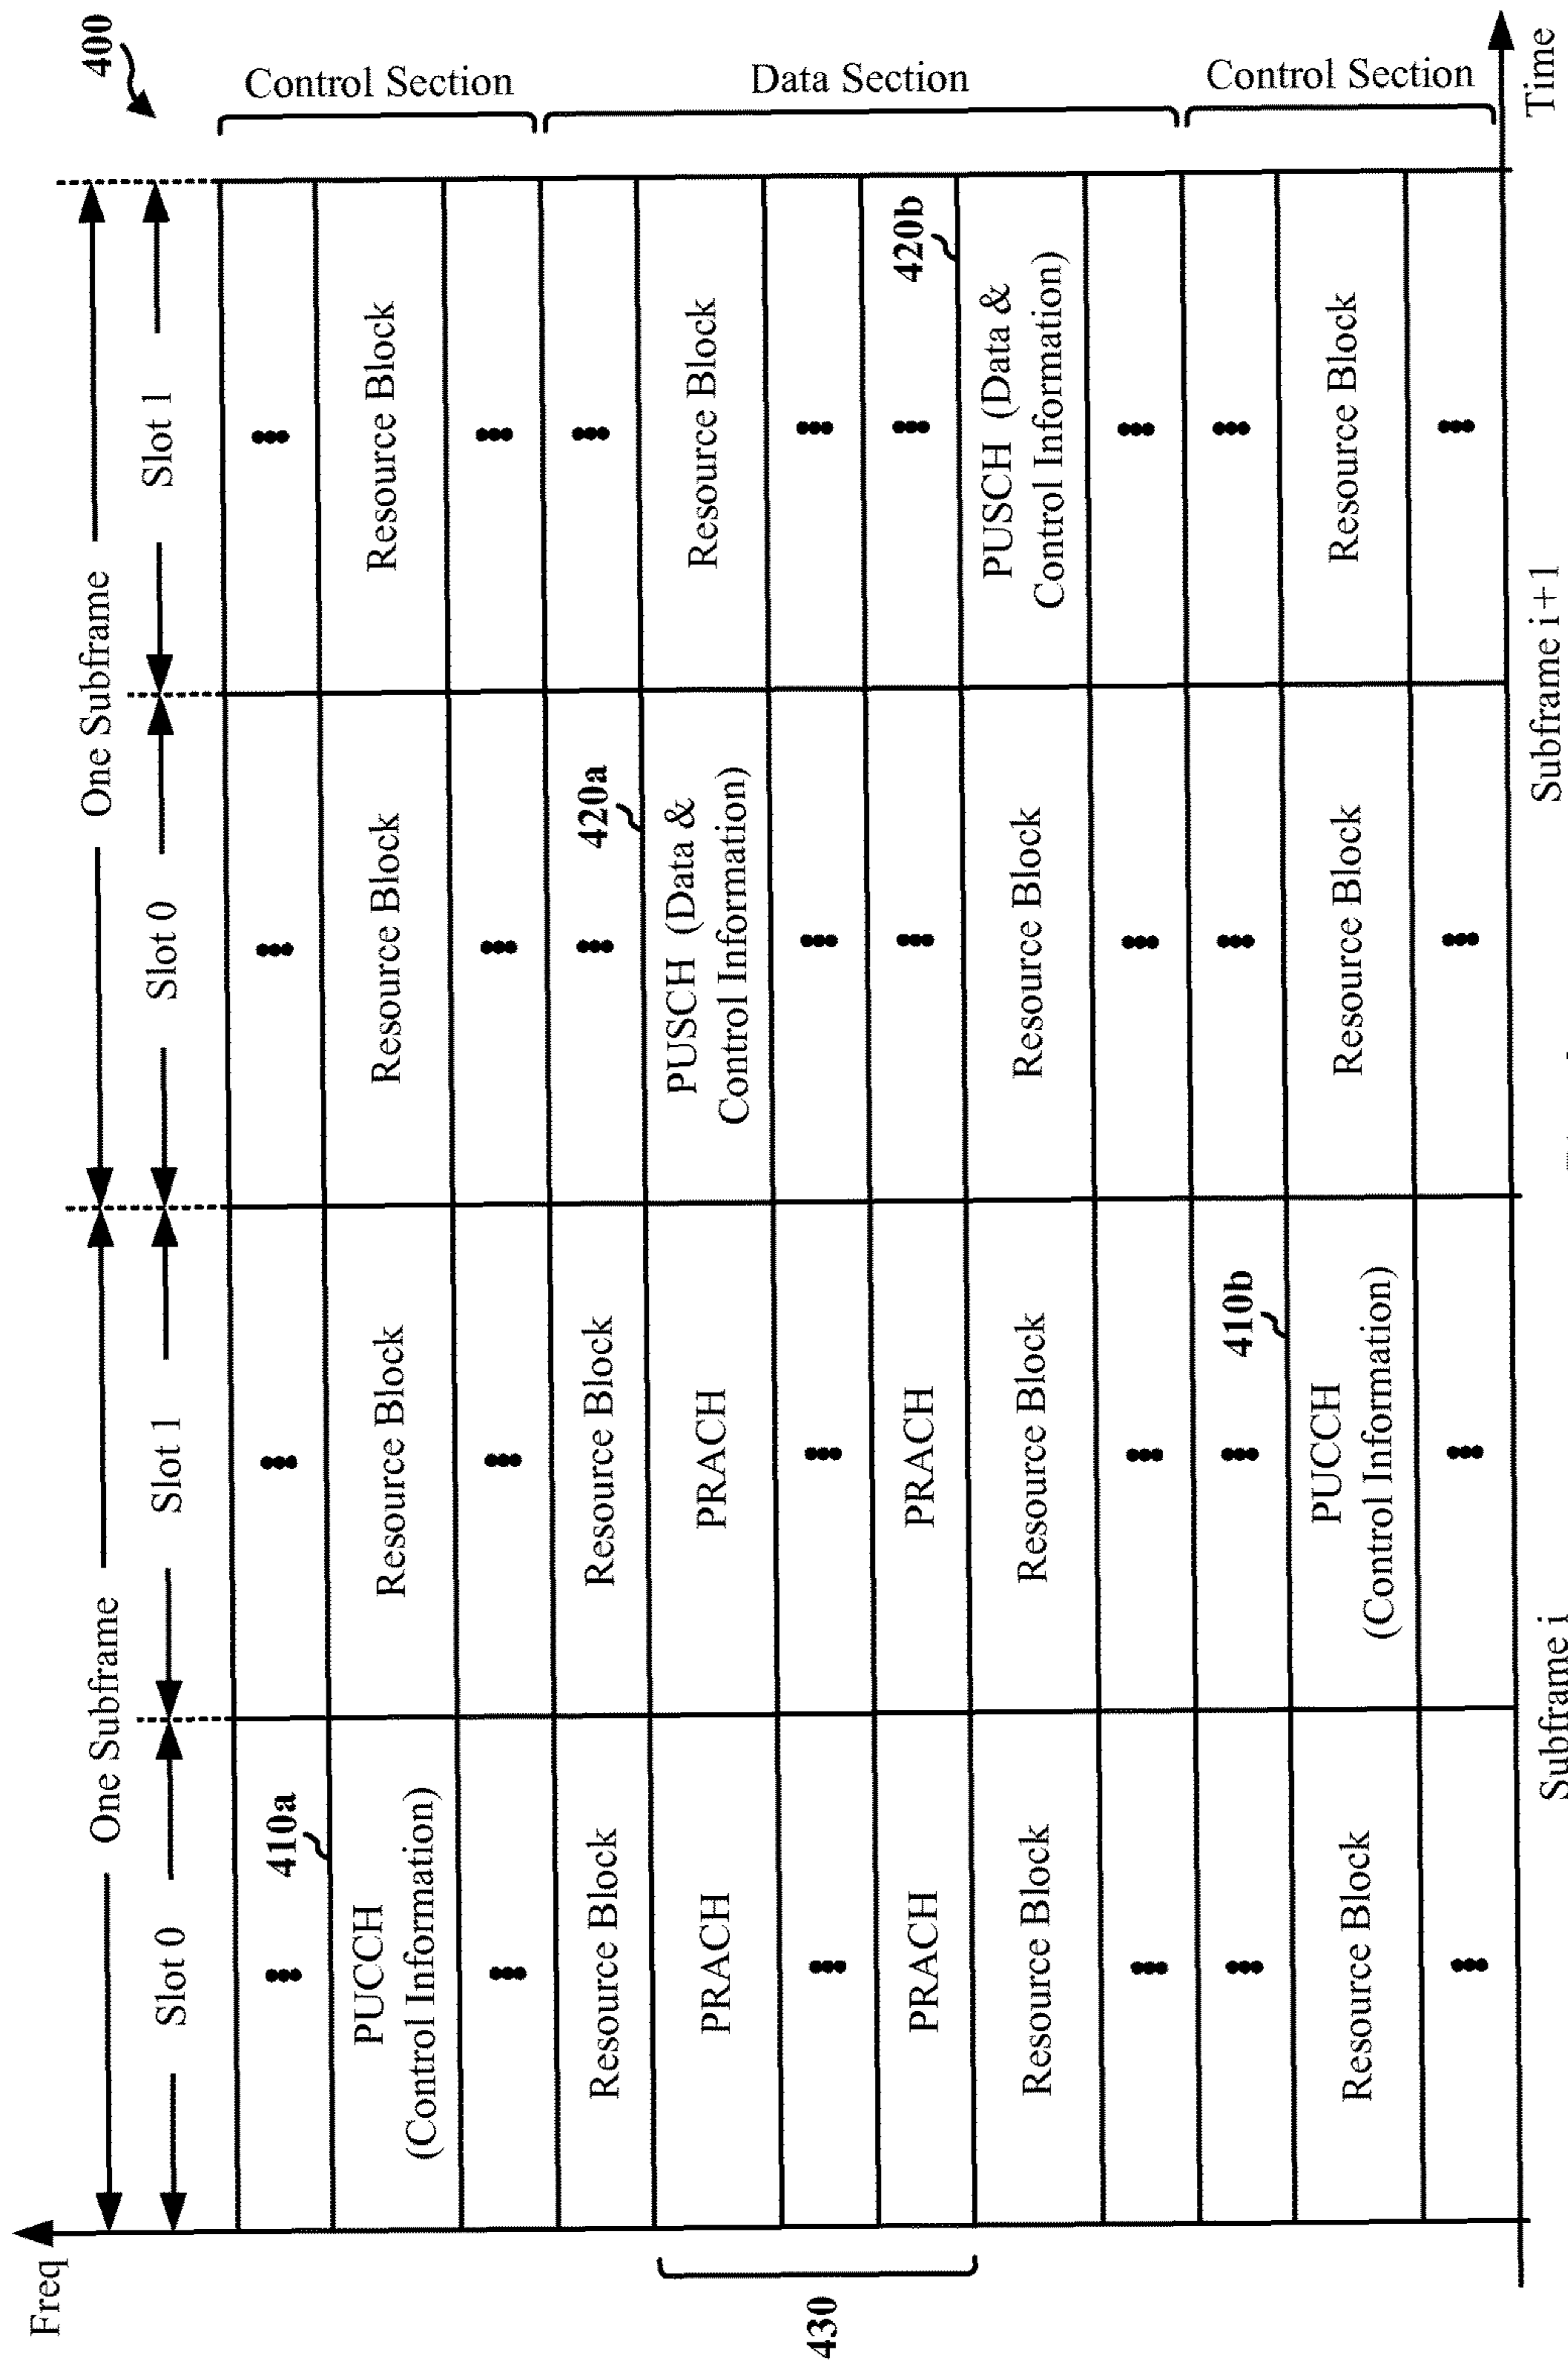 400
One Subframe
One Subframe
Slot 0
Slot 1
Slot 0
Slot 1
Freq
Control Section
Data Section
Control Section
•••
•••
•••
•••
410a
PUCCH
(Control Information)
Resource Block
Resource Block
Resource Block
•••
•••
•••
•••
Resource Block
Resource Block
•••
•••
420a
430
PRACH
PRACH
PUSCH (Data &
Control Information)
Resource Block
•••
•••
•••
•••
PRACH
PRACH
•••
•••
420b
Resource Block
Resource Block
Resource Block
PUSCH (Data &
Control Information)
•••
•••
•••
•••
•••
•••
•••
•••
410b
Resource Block
PUCCH
(Control Information)
Resource Block
Resource Block
•••
•••
•••
•••
Subframe i
Subframe i+1
Time